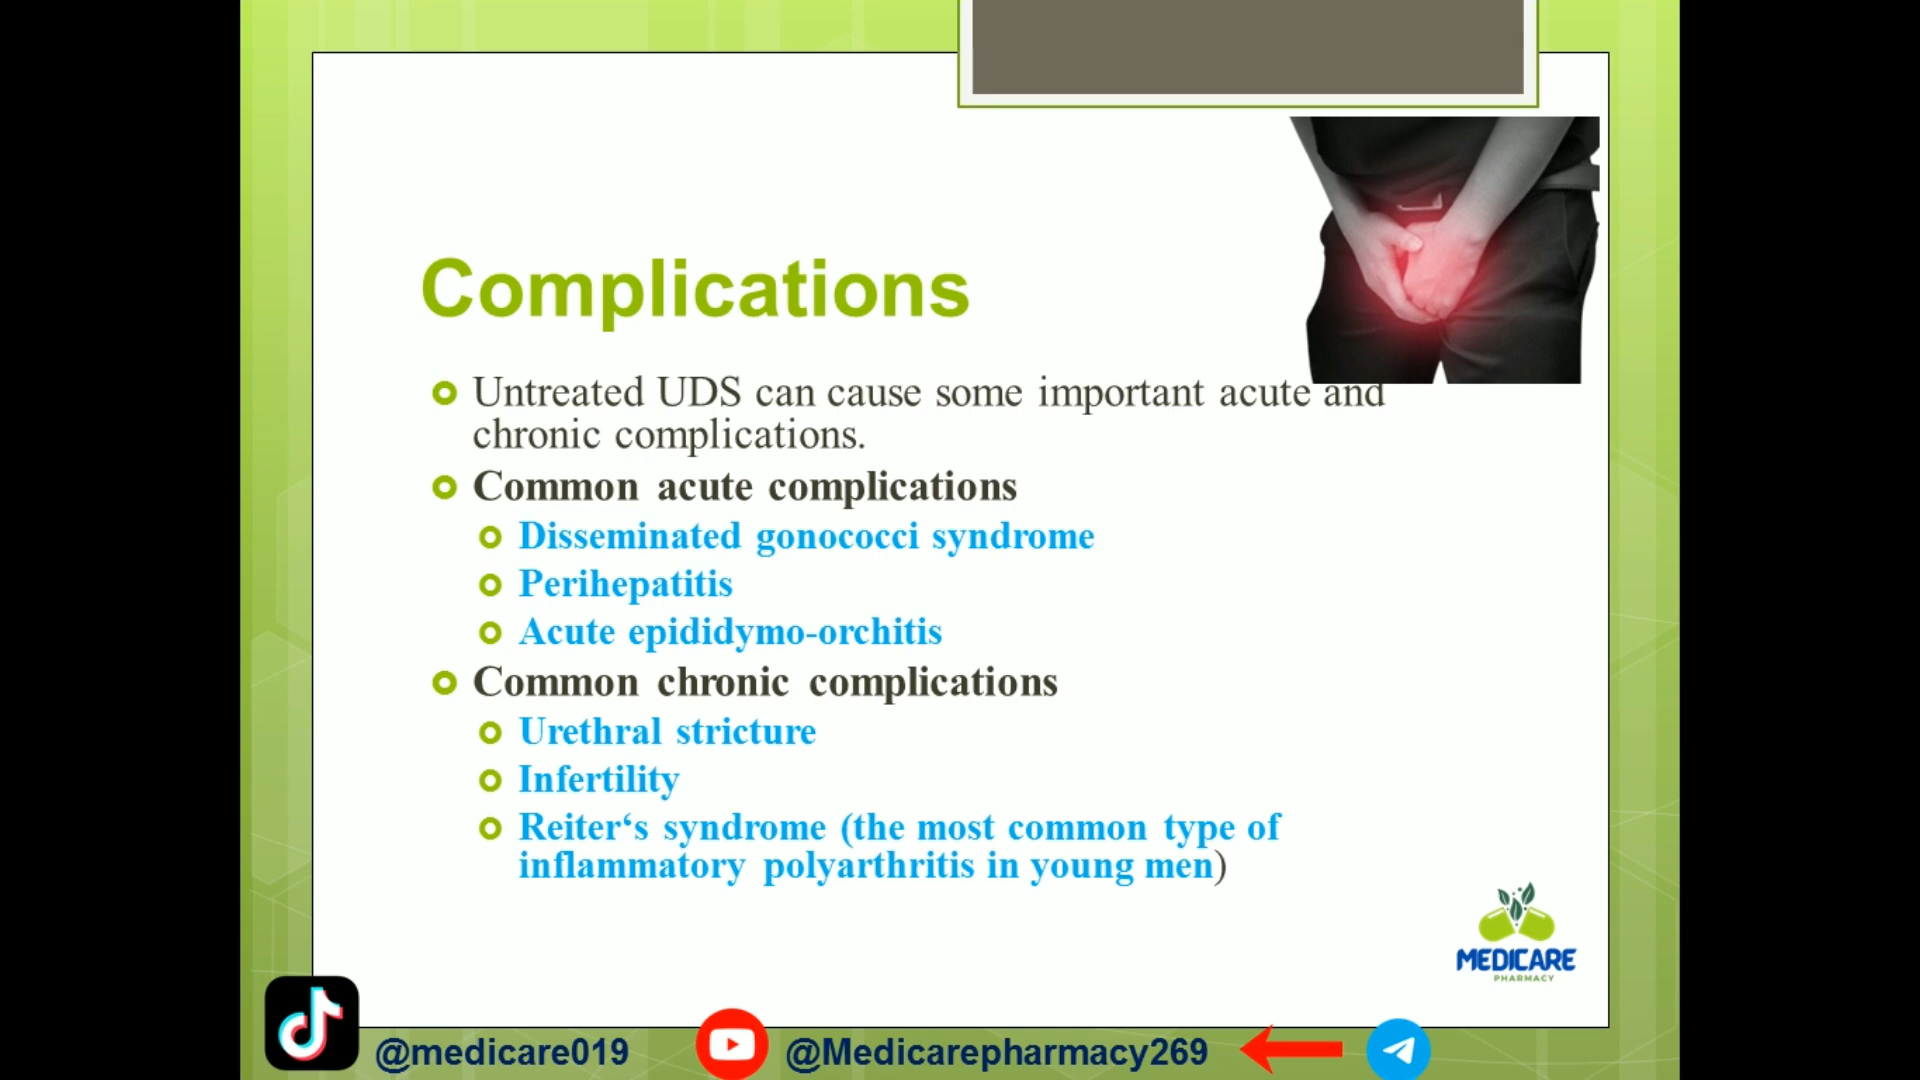 Complications
Untreated UDS can cause some important acute and
chronic complications.
Common acute complications
Disseminated gonococci syndrome
Perihepatitis
Acute epididymo-orchitis
Common chronic complications
Urethral stricture
Infertility
Reiter‘s syndrome (the most common type of
inflammatory polyarthritis in young men)
MEDICARE
PHARMACY
@medicare019
@Medicarepharmacy269